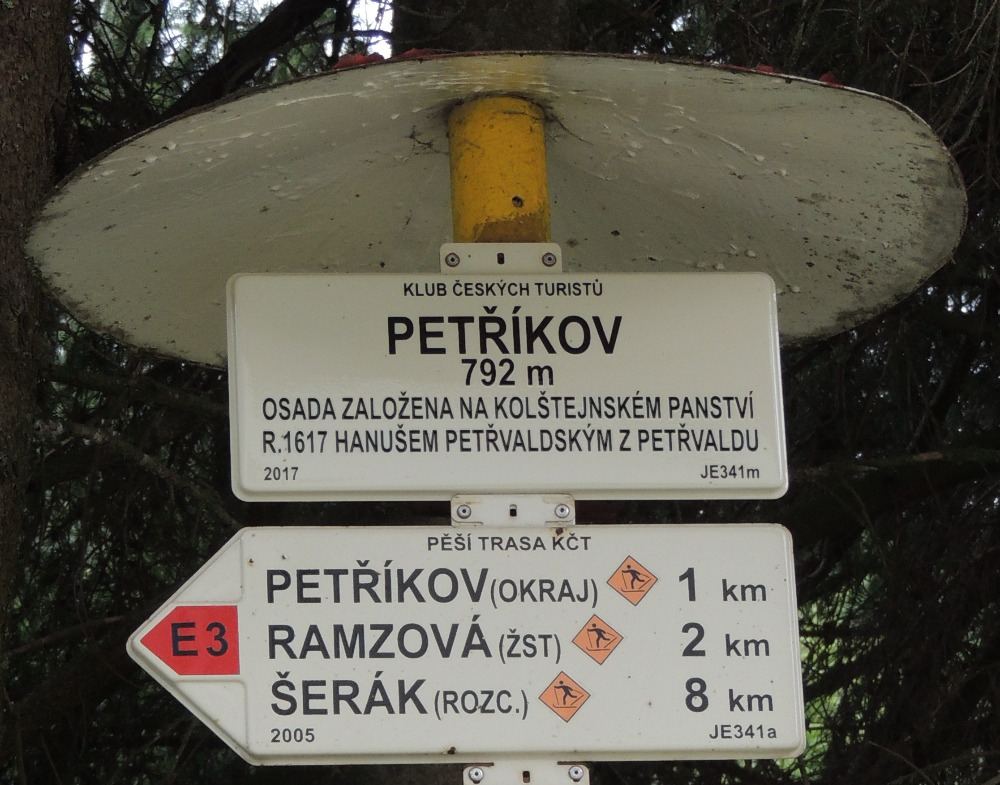 KLUB ČESKÝCH TURISTŮ
PETŘÍKOV
792 m
OSADA ZALOŽENA NA KOLŠTEJNSKÉM PANSTVÍ
R.1617 HANUŠEM PETŘVALDSKÝM Z PETŘVALDU
2017 JE341m
PĚŠÍ TRASA KČT
PETŘÍKOV (OKRAJ) 1 km
E3 RAMZOVÁ (ŽST) 2 km
ŠERÁK (ROZC.) 8 km
2005 JE341a